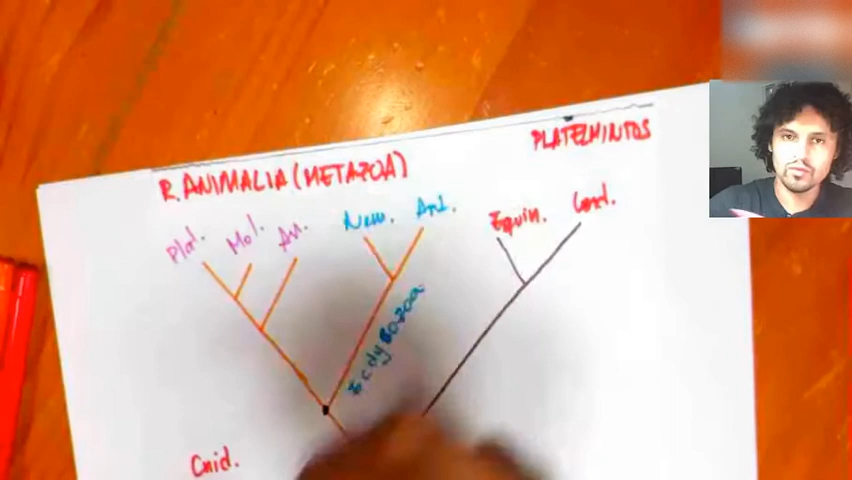 R. ANIMALIA (METAZOA)
PLATELMINTOS
Plat. Mol. An. Nem. Art. Equin. Cord.
Ecdysozoa
Cnid.